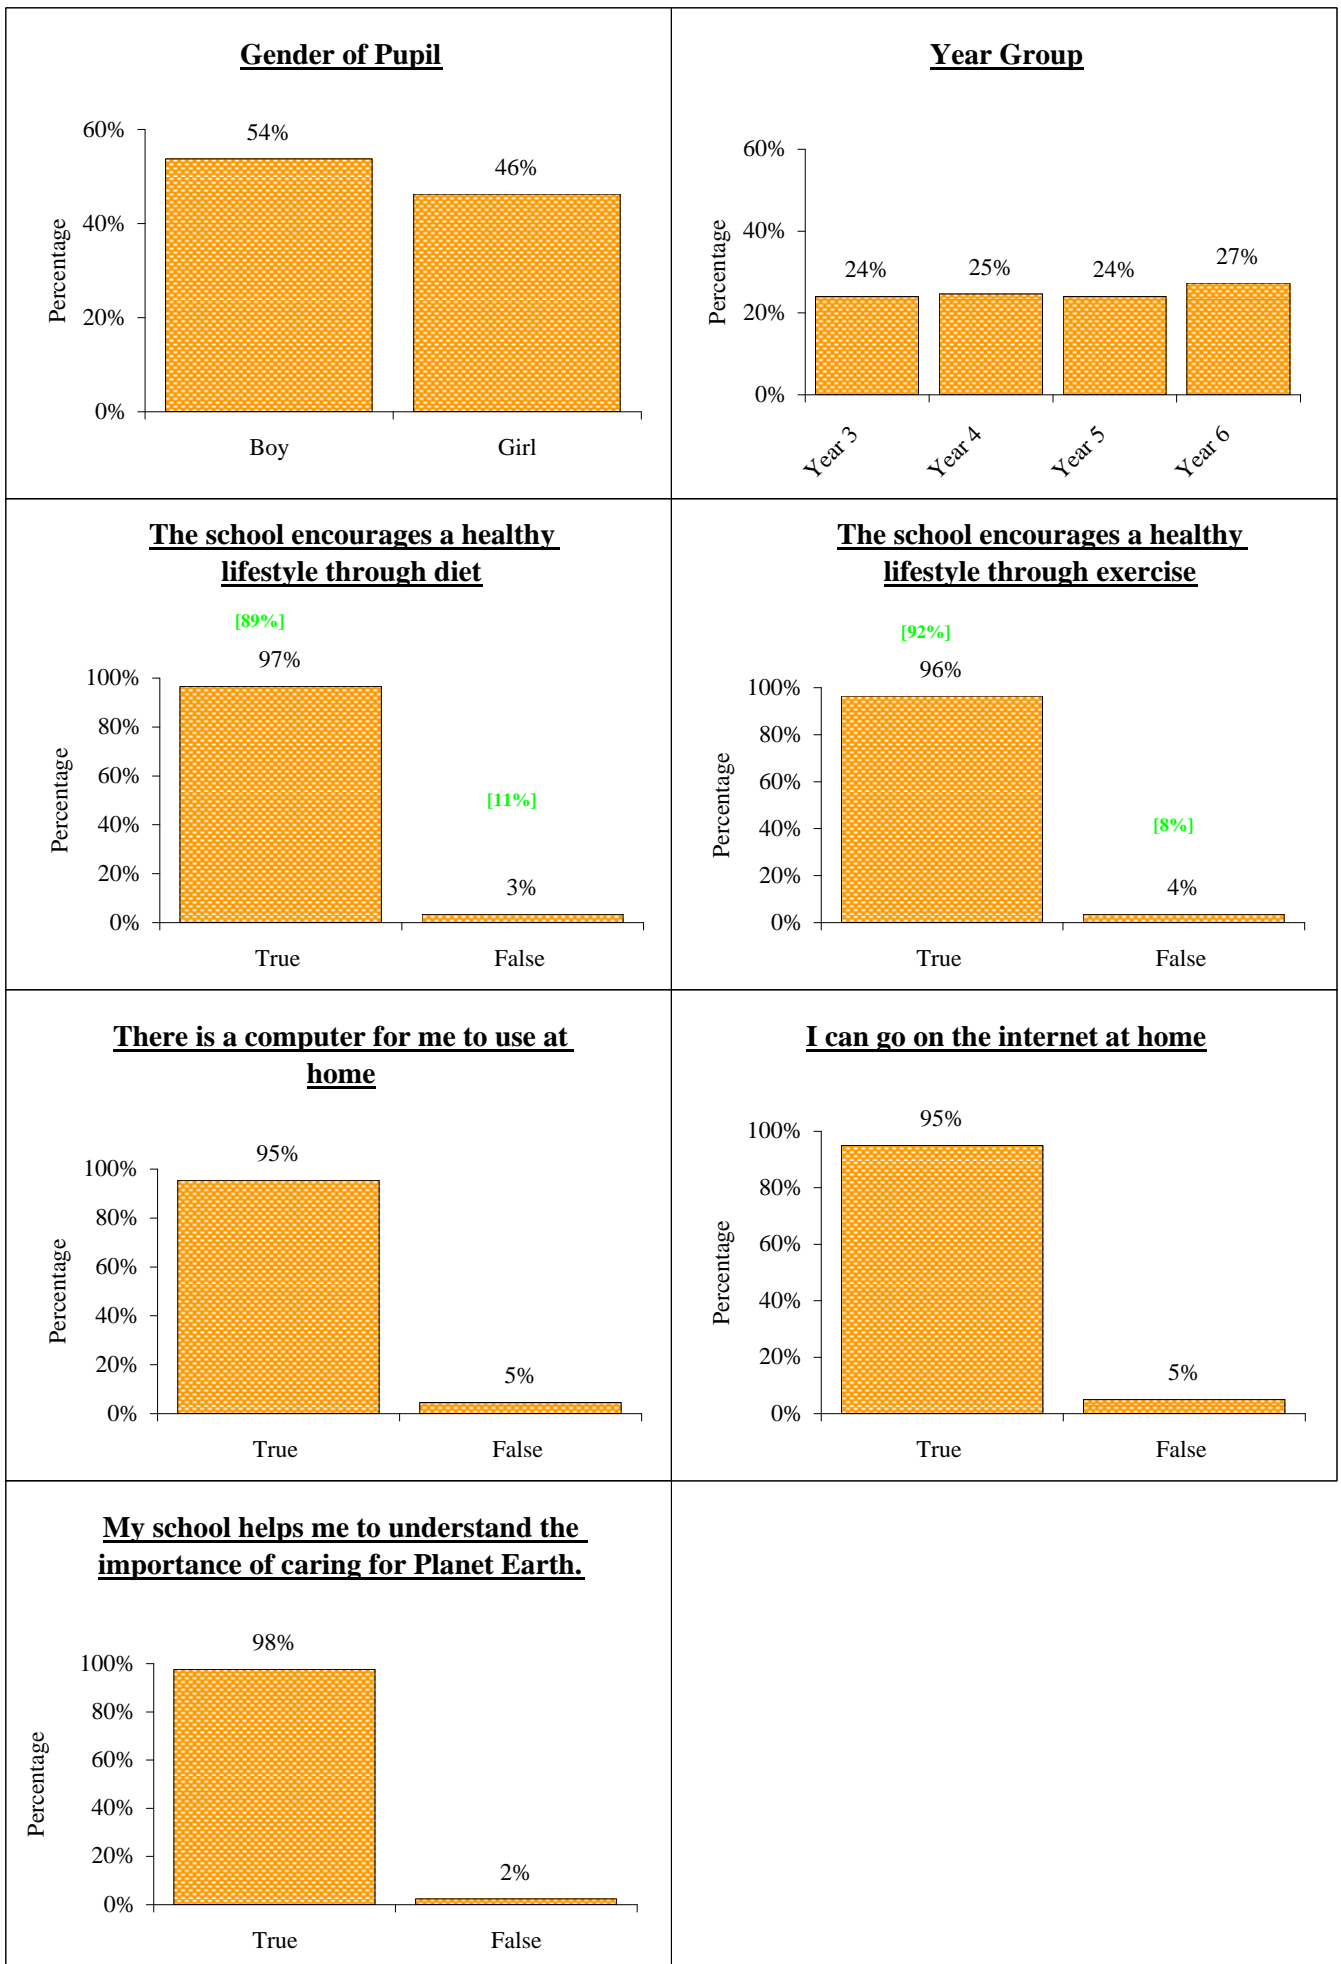 Gender of Pupil
60%
54%
46%
40%
20%
0%
Percentage
Boy
Girl
Year Group
60%
40%
24%
25%
24%
27%
20%
0%
Percentage
Year 3
Year 4
Year 5
Year 6
The school encourages a healthy
lifestyle through diet
[89%]
97%
100%
80%
60%
[11%]
40%
20%
3%
0%
Percentage
True
False
The school encourages a healthy
lifestyle through exercise
[92%]
96%
100%
80%
60%
40%
[8%]
20%
4%
0%
Percentage
True
False
There is a computer for me to use at
home
95%
100%
80%
60%
40%
20%
5%
0%
Percentage
True
False
I can go on the internet at home
95%
100%
80%
60%
40%
20%
5%
0%
Percentage
True
False
My school helps me to understand the
importance of caring for Planet Earth.
98%
100%
80%
60%
40%
20%
2%
0%
Percentage
True
False